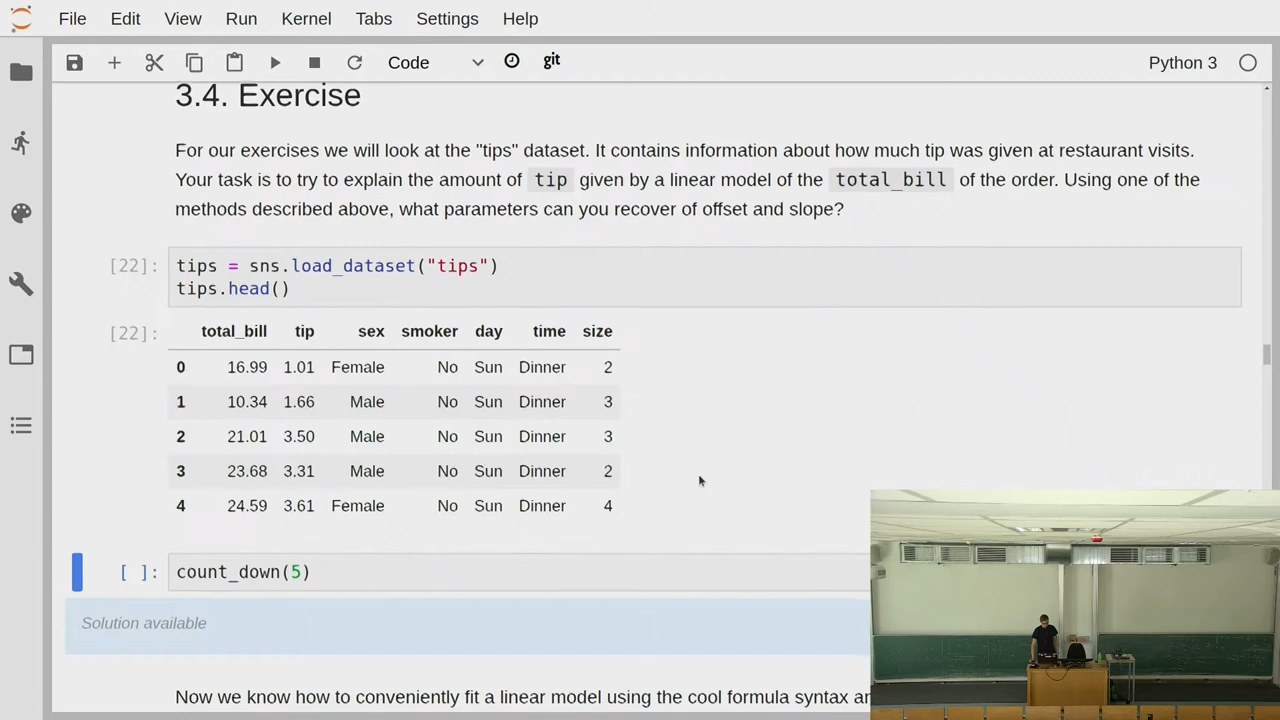 File Edit View Run Kernel Tabs Settings Help
Code git Python 3
3.4. Exercise
For our exercises we will look at the "tips" dataset. It contains information about how much tip was given at restaurant visits.
Your task is to try to explain the amount of tip given by a linear model of the total_bill of the order. Using one of the
methods described above, what parameters can you recover of offset and slope?
[22]: tips = sns.load_dataset("tips")
tips.head()
[22]: total_bill tip sex smoker day time size
0 16.99 1.01 Female No Sun Dinner 2
1 10.34 1.66 Male No Sun Dinner 3
2 21.01 3.50 Male No Sun Dinner 3
3 23.68 3.31 Male No Sun Dinner 2
4 24.59 3.61 Female No Sun Dinner 4
[ ]: count_down(5)
Solution available
Now we know how to conveniently fit a linear model using the cool formula syntax